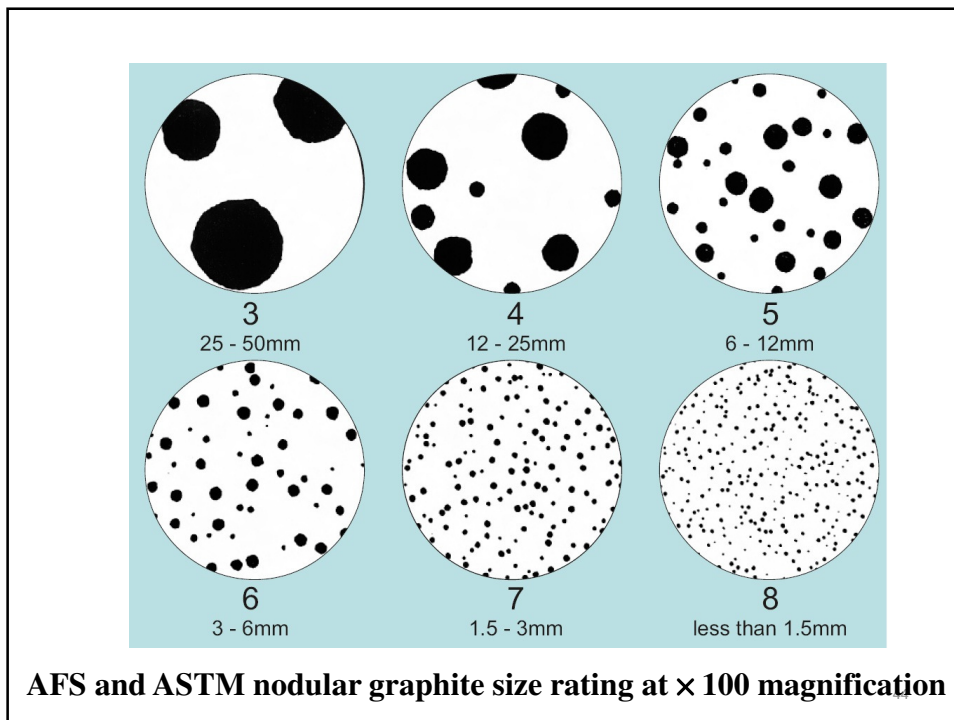 3 4 5
25 - 50mm 12 - 25mm 6 - 12mm
6 7 8
3 - 6mm 1.5 - 3mm less than 1.5mm
AFS and ASTM nodular graphite size rating at × 100 magnification
44